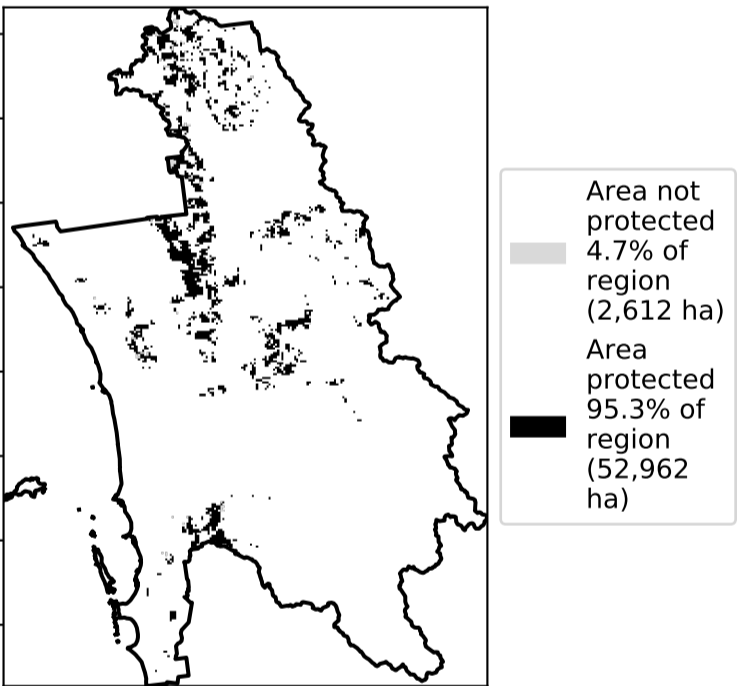 Area not
protected
4.7% of
region
(2,612 ha)
Area
protected
95.3% of
region
(52,962
ha)